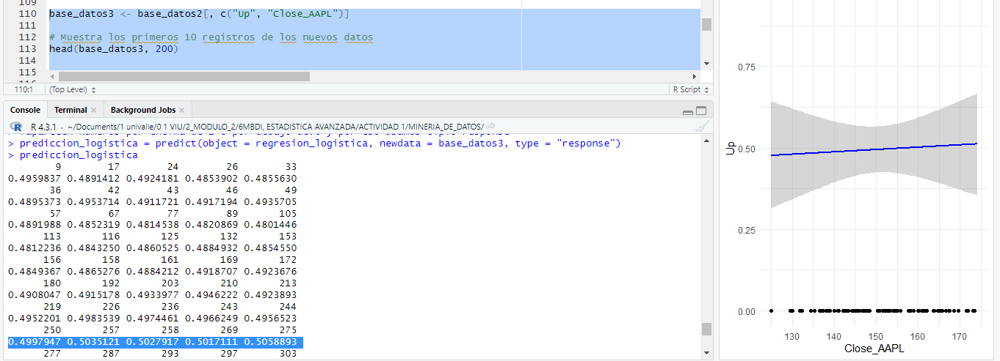 109
110 base_datos3 <- base_datos2[, c("Up", "Close_AAPL")]
111
112 # Muestra los primeros 10 registros de los nuevos datos
113 head(base_datos3, 200)
114
115
110:1 (Top Level) R Script
Console Terminal Background Jobs
R 4.3.1 · ~/Documents/1 univalle/0 1 VIU/2_MODULO_2/6MBDI, ESTADISTICA AVANZADA/ACTIVIDAD 1/MINERIA_DE_DATOS/
> prediccion_logistica = predict(object = regresion_logistica, newdata = base_datos3, type = "response")
> prediccion_logistica
9 17 24 26 33
0.4959837 0.4891412 0.4924181 0.4853902 0.4855630
36 42 43 46 49
0.4895373 0.4953714 0.4911721 0.4917194 0.4935705
57 67 77 89 105
0.4891988 0.4852319 0.4814538 0.4820869 0.4801446
113 116 125 132 153
0.4812236 0.4843250 0.4860525 0.4884932 0.4854550
156 158 161 169 172
0.4849367 0.4865276 0.4884212 0.4918707 0.4923676
180 192 203 210 213
0.4908047 0.4915178 0.4933977 0.4946222 0.4923893
219 226 236 243 244
0.4952201 0.4983539 0.4974461 0.4966249 0.4956523
250 257 258 269 275
0.4997947 0.5035121 0.5027917 0.5017111 0.5058893
277 287 293 297 303
0.75
0.50
0.25
0.00
Up
130 140 150 160 170
Close_AAPL